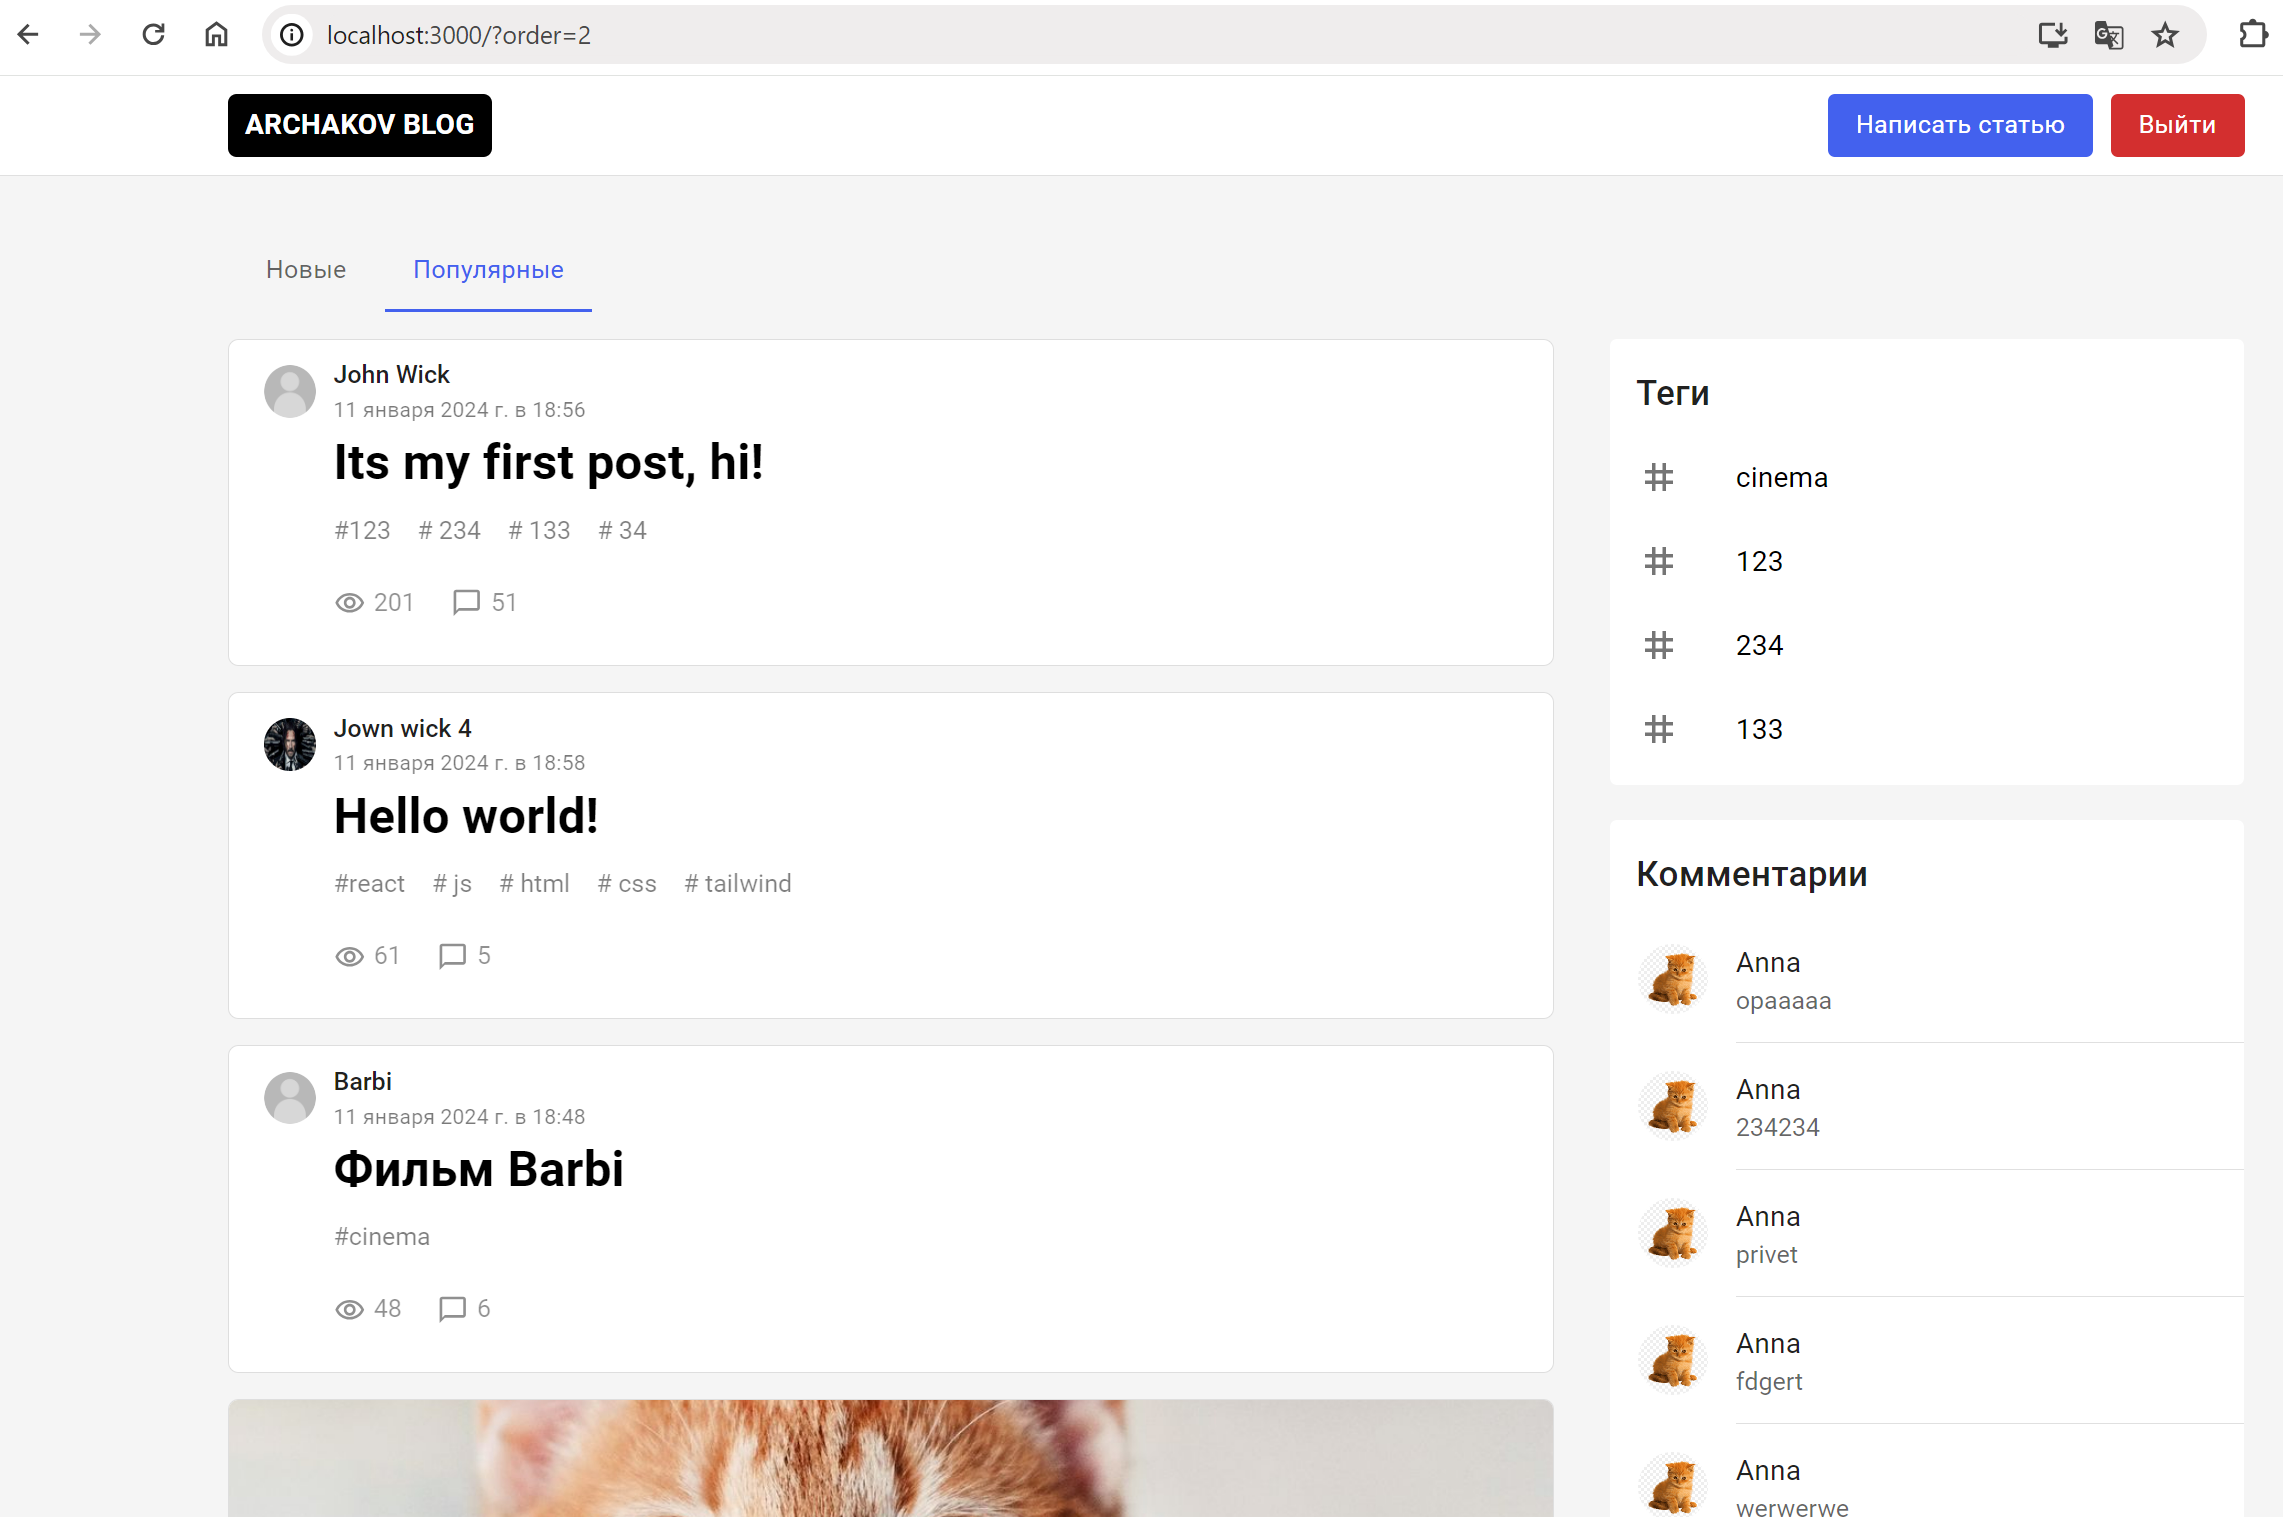 localhost:3000/?order=2
ARCHAKOV BLOG
Написать статью
Выйти
Новые
Популярные
John Wick
11 января 2024 г. в 18:56
Its my first post, hi!
#123 # 234 # 133 # 34
201 51
Jown wick 4
11 января 2024 г. в 18:58
Hello world!
#react # js # html # css # tailwind
61 5
Barbi
11 января 2024 г. в 18:48
Фильм Barbi
#cinema
48 6
Теги
cinema
123
234
133
Комментарии
Anna
opaaaaa
Anna
234234
Anna
privet
Anna
fdgert
Anna
werwerwe